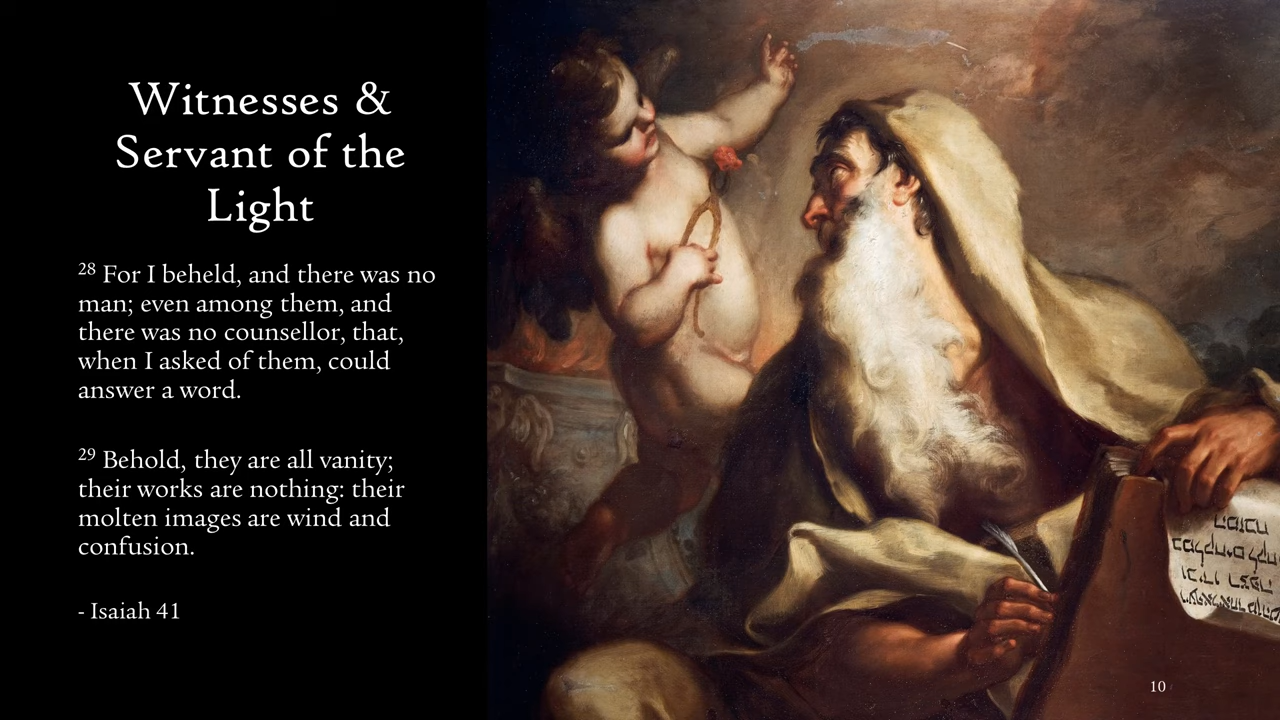 Witnesses &
Servant of the
Light
28 For I beheld, and there was no
man; even among them, and
there was no counsellor, that,
when I asked of them, could
answer a word.
29 Behold, they are all vanity;
their works are nothing: their
molten images are wind and
confusion.
- Isaiah 41
10